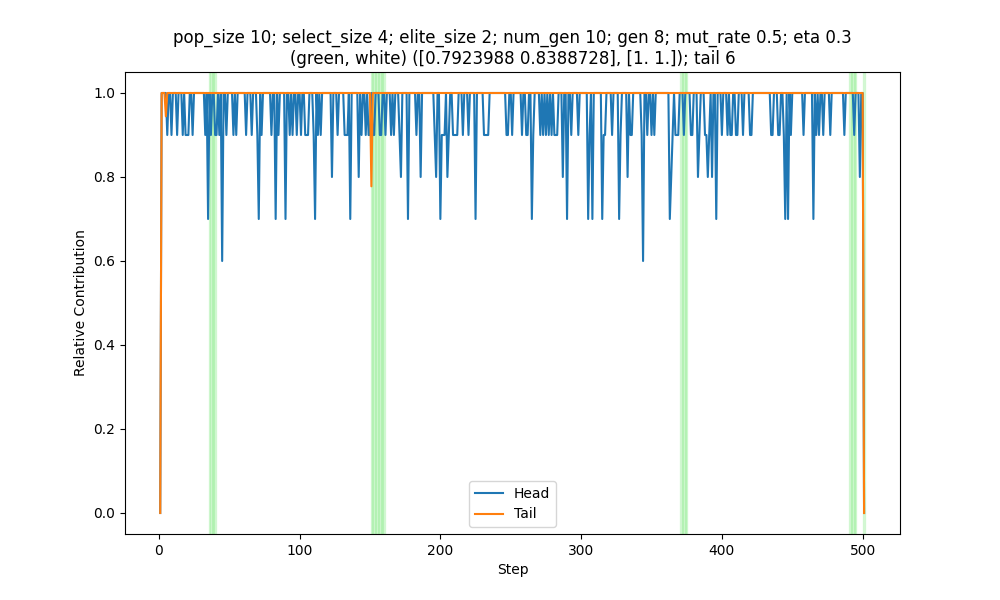 pop_size 10; select_size 4; elite_size 2; num_gen 10; gen 8; mut_rate 0.5; eta 0.3
(green, white) ([0.7923988 0.8388728], [1. 1.]); tail 6
1.0
0.8
0.6
0.4
0.2
0.0
Relative Contribution
Head
Tail
0
100
200
300
400
500
Step